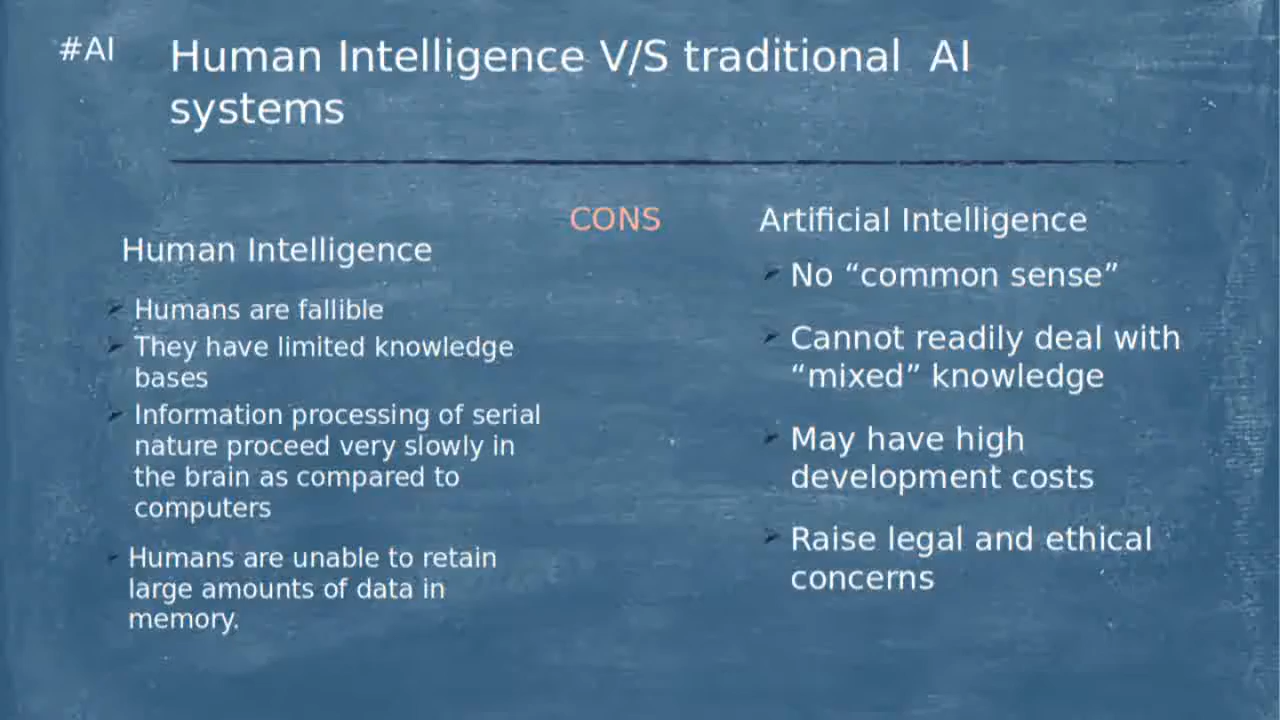 #AI
Human Intelligence V/S traditional  AI
systems
CONS
Human Intelligence
Humans are fallible
They have limited knowledge
bases
Information processing of serial
nature proceed very slowly in
the brain as compared to
computers
Humans are unable to retain
large amounts of data in
memory.
Artificial Intelligence
No “common sense”
Cannot readily deal with
“mixed” knowledge
May have high
development costs
Raise legal and ethical
concerns